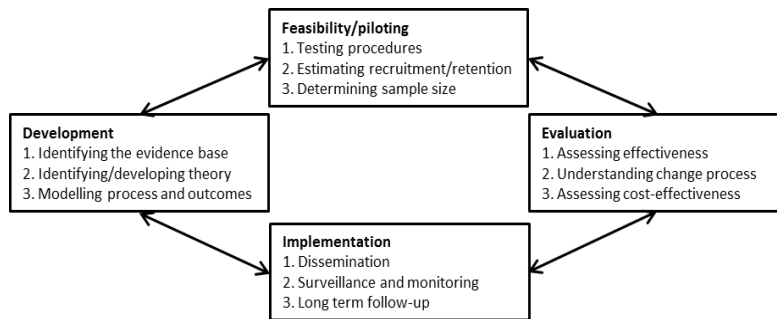 Feasibility/piloting
1. Testing procedures
2. Estimating recruitment/retention
3. Determining sample size
Development
1. Identifying the evidence base
2. Identifying/developing theory
3. Modelling process and outcomes
Evaluation
1. Assessing effectiveness
2. Understanding change process
3. Assessing cost-effectiveness
Implementation
1. Dissemination
2. Surveillance and monitoring
3. Long term follow-up